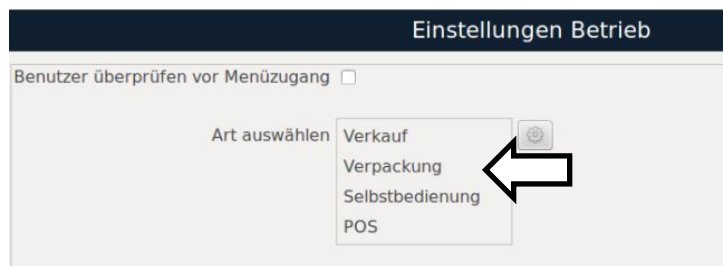 Einstellungen Betrieb
Benutzer überprüfen vor Menüzugang
Art auswählen
Verkauf
Verpackung
Selbstbedienung
POS